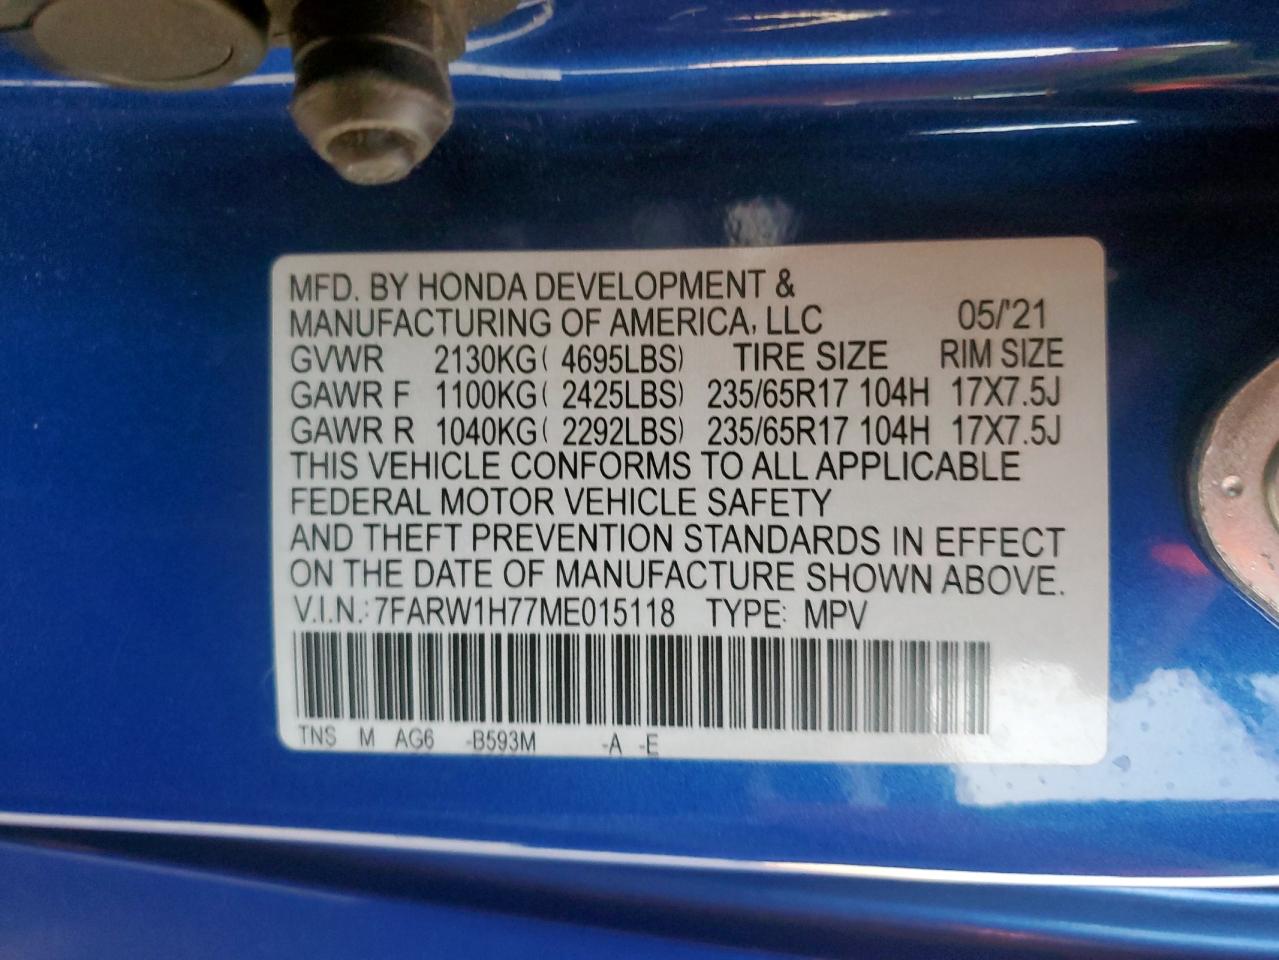 MFD. BY HONDA DEVELOPMENT &
MANUFACTURING OF AMERICA, LLC 05/'21
GVWR 2130KG( 4695LBS) TIRE SIZE RIM SIZE
GAWR F 1100KG( 2425LBS) 235/65R17 104H 17X7.5J
GAWR R 1040KG( 2292LBS) 235/65R17 104H 17X7.5J
THIS VEHICLE CONFORMS TO ALL APPLICABLE
FEDERAL MOTOR VEHICLE SAFETY
AND THEFT PREVENTION STANDARDS IN EFFECT
ON THE DATE OF MANUFACTURE SHOWN ABOVE.
V.I.N.: 7FARW1H77ME015118 TYPE: MPV
TNS M AG6 -B593M -A -E